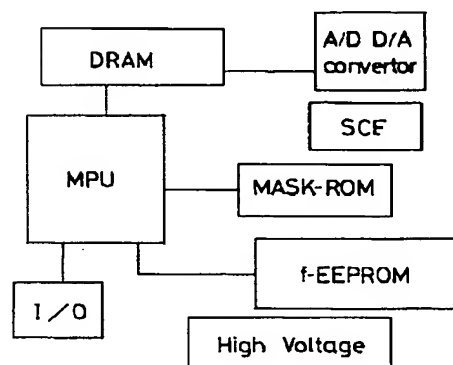 DRAM
A/D D/A
convertor
SCF
MPU
MASK-ROM
f-EEPROM
I/O
High Voltage